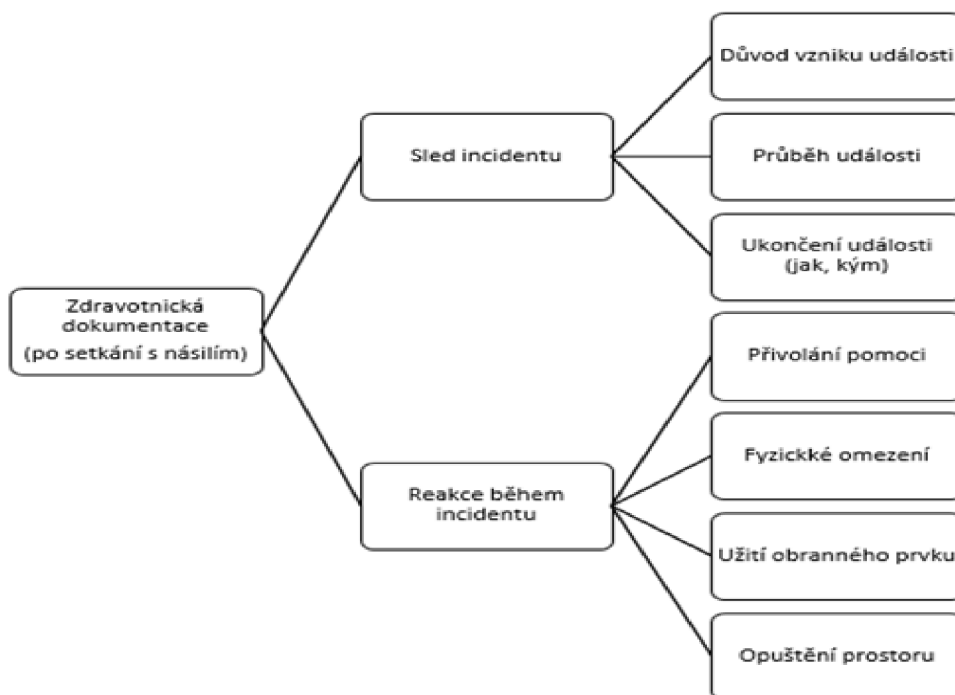 Důvod vzniku události
Sled incidentu
Průběh události
Ukončení události
(jak, kým)
Zdravotnická
dokumentace
(po setkání s násilím)
Přivolání pomoci
Fyzickké omezení
Reakce během
incidentu
Užití obranného prvku
Opuštění prostoru